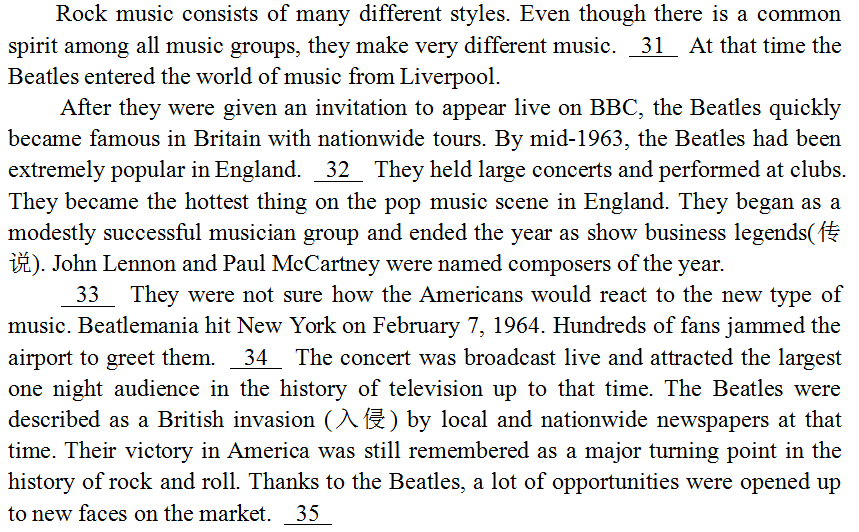 Rock music consists of many different styles. Even though there is a common
spirit among all music groups, they make very different music. 31 At that time the
Beatles entered the world of music from Liverpool.
After they were given an invitation to appear live on BBC, the Beatles quickly
became famous in Britain with nationwide tours. By mid-1963, the Beatles had been
extremely popular in England. 32 They held large concerts and performed at clubs.
They became the hottest thing on the pop music scene in England. They began as a
modestly successful musician group and ended the year as show business legends(传
说). John Lennon and Paul McCartney were named composers of the year.
33 They were not sure how the Americans would react to the new type of
music. Beatlemania hit New York on February 7, 1964. Hundreds of fans jammed the
airport to greet them. 34 The concert was broadcast live and attracted the largest
one night audience in the history of television up to that time. The Beatles were
described as a British invasion (入侵) by local and nationwide newspapers at that
time. Their victory in America was still remembered as a major turning point in the
history of rock and roll. Thanks to the Beatles, a lot of opportunities were opened up
to new faces on the market. 35